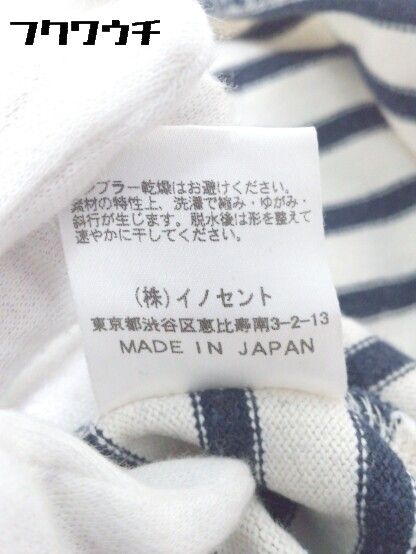 フクワウチ
ンブラー乾燥はお避けください。
素材の特性上、洗濯で縮み・ゆがみ・
斜行が生じます。脱水後は形を整えて
速やかに干してください。
(株)イノセント
東京都渋谷区恵比寿南3-2-13
MADE IN JAPAN